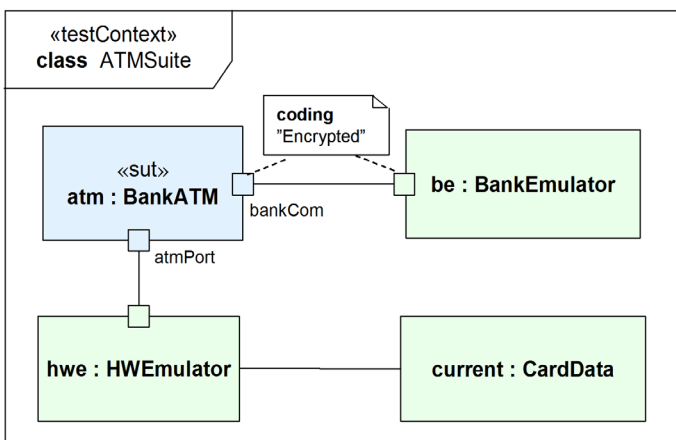 «testContext»
class ATMSuite
coding
"Encrypted"
«sut»
atm : BankATM
be : BankEmulator
bankCom
atmPort
hwe : HWEmulator
current : CardData